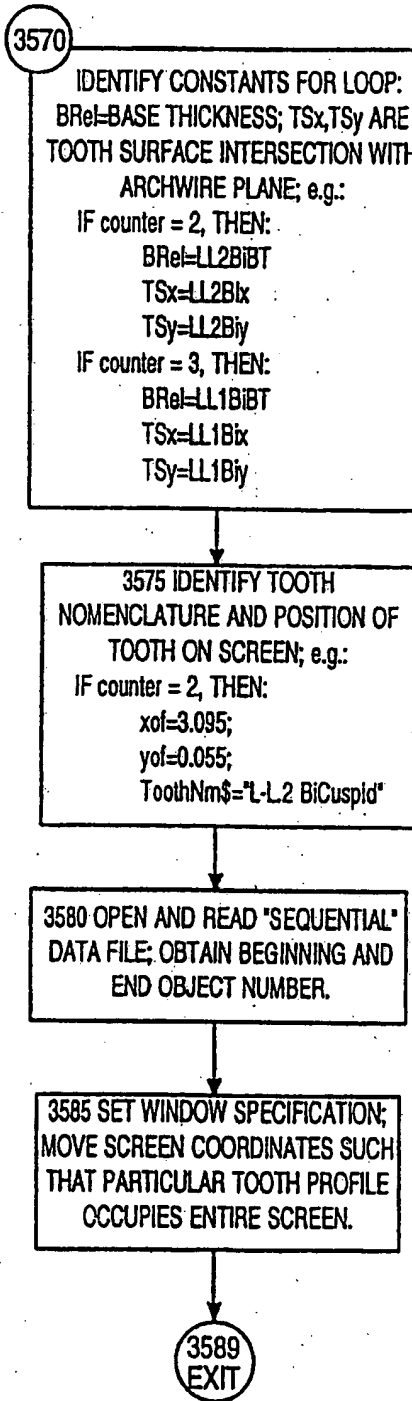 3570
IDENTIFY CONSTANTS FOR LOOP:
BRel=BASE THICKNESS; TSx,TSy ARE
TOOTH SURFACE INTERSECTION WITH
ARCHWIRE PLANE; e.g.:
IF counter = 2, THEN:
BRel=LL2BiBT
TSx=LL2BIx
TSy=LL2Biy
IF counter = 3, THEN:
BRel=LL1BiBT
TSx=LL1Bix
TSy=LL1Biy
3575 IDENTIFY TOOTH
NOMENCLATURE AND POSITION OF
TOOTH ON SCREEN; e.g.:
IF counter = 2, THEN:
xof=3.095;
yof=0.055;
ToothNm$="L-L.2 BiCuspid"
3580 OPEN AND READ "SEQUENTIAL"
DATA FILE; OBTAIN BEGINNING AND
END OBJECT NUMBER.
3585 SET WINDOW SPECIFICATION;
MOVE SCREEN COORDINATES SUCH
THAT PARTICULAR TOOTH PROFILE
OCCUPIES ENTIRE SCREEN.
3589
EXIT